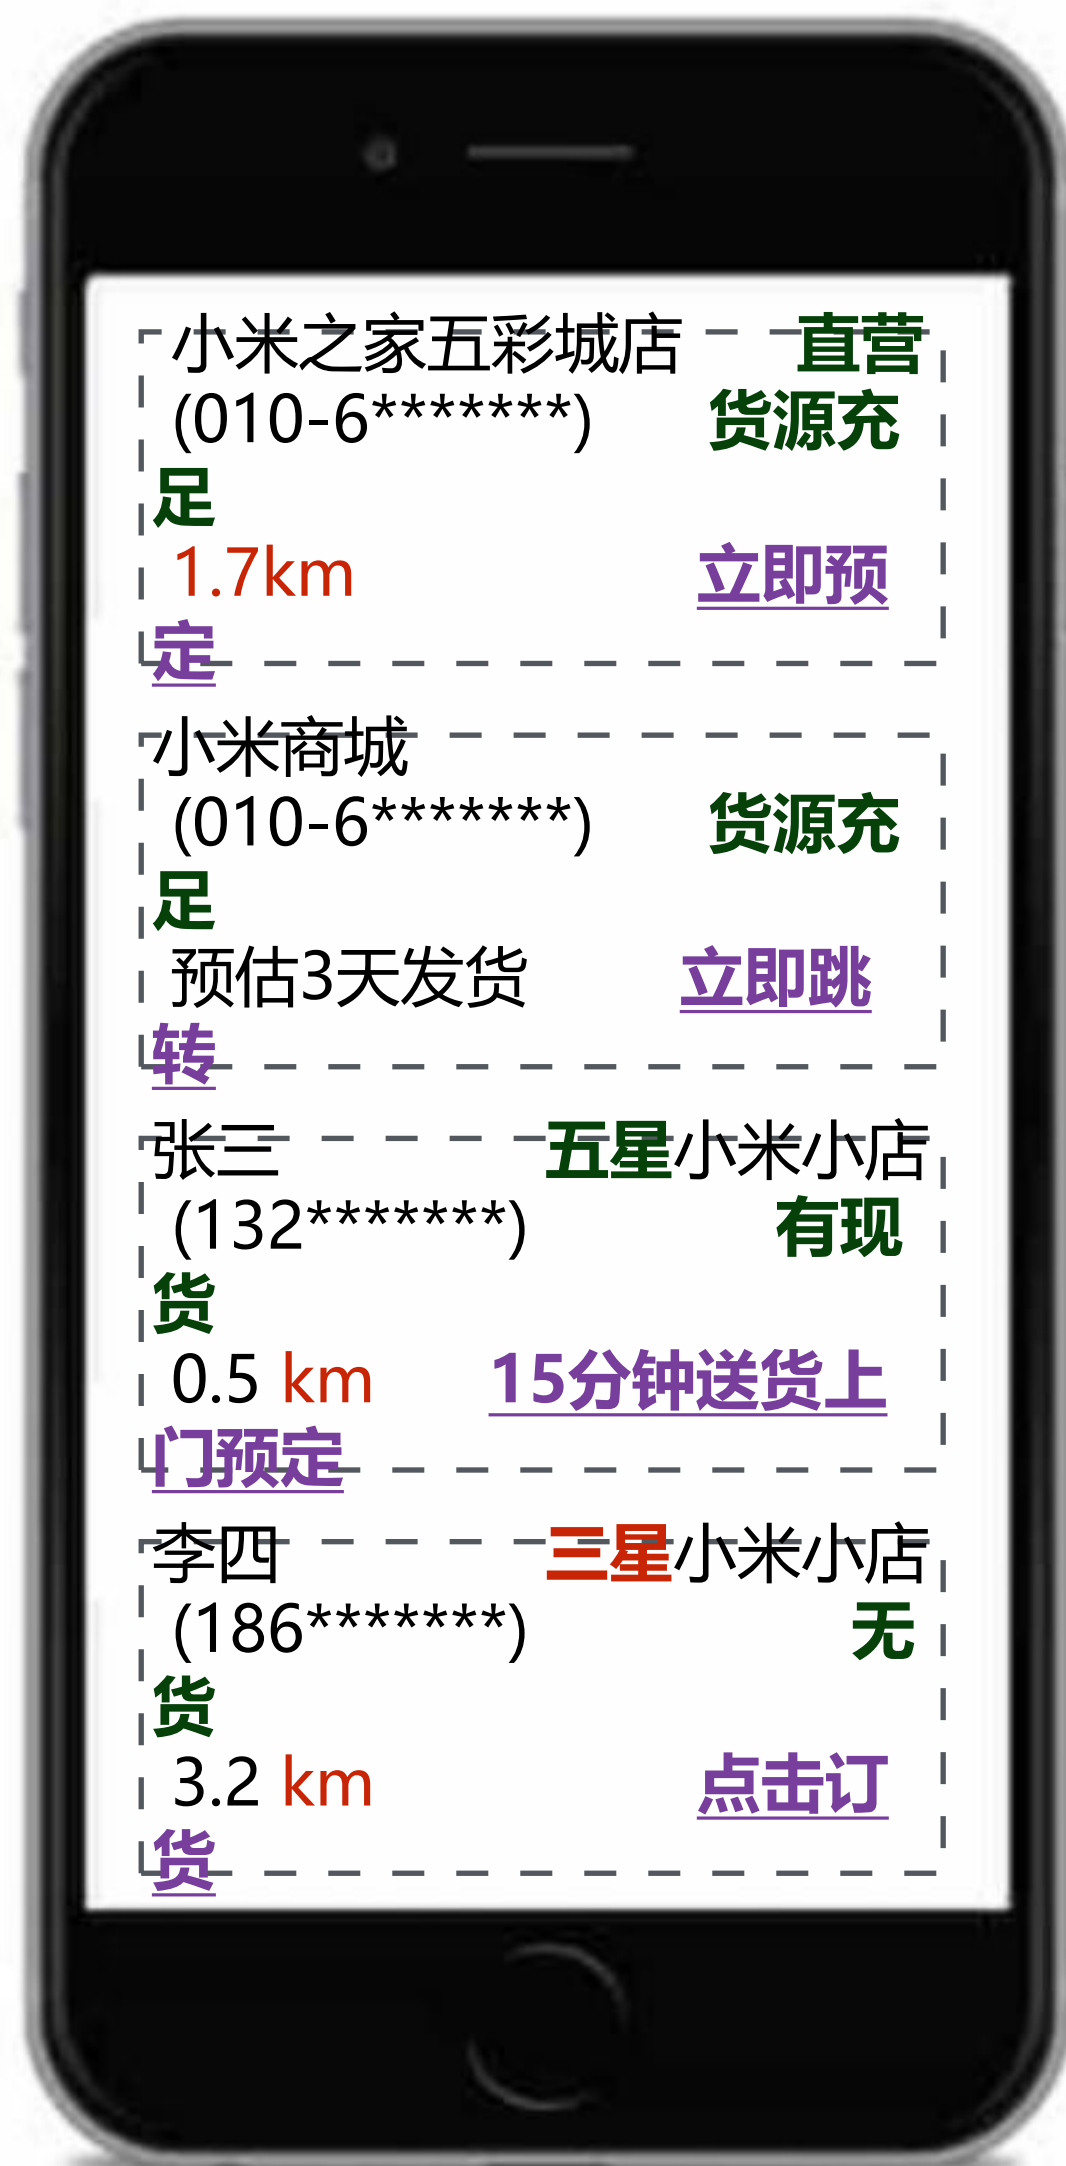 小米之家五彩城店 直营
(010-6*******) 货源充
足
1.7km 立即预
定
小米商城
(010-6*******) 货源充
足
预估3天发货 立即跳
转
张三 五星小米小店
(132*******) 有现
货
0.5 km 15分钟送货上
门预定
李四 三星小米小店
(186*******) 无
货
3.2 km 点击订
货